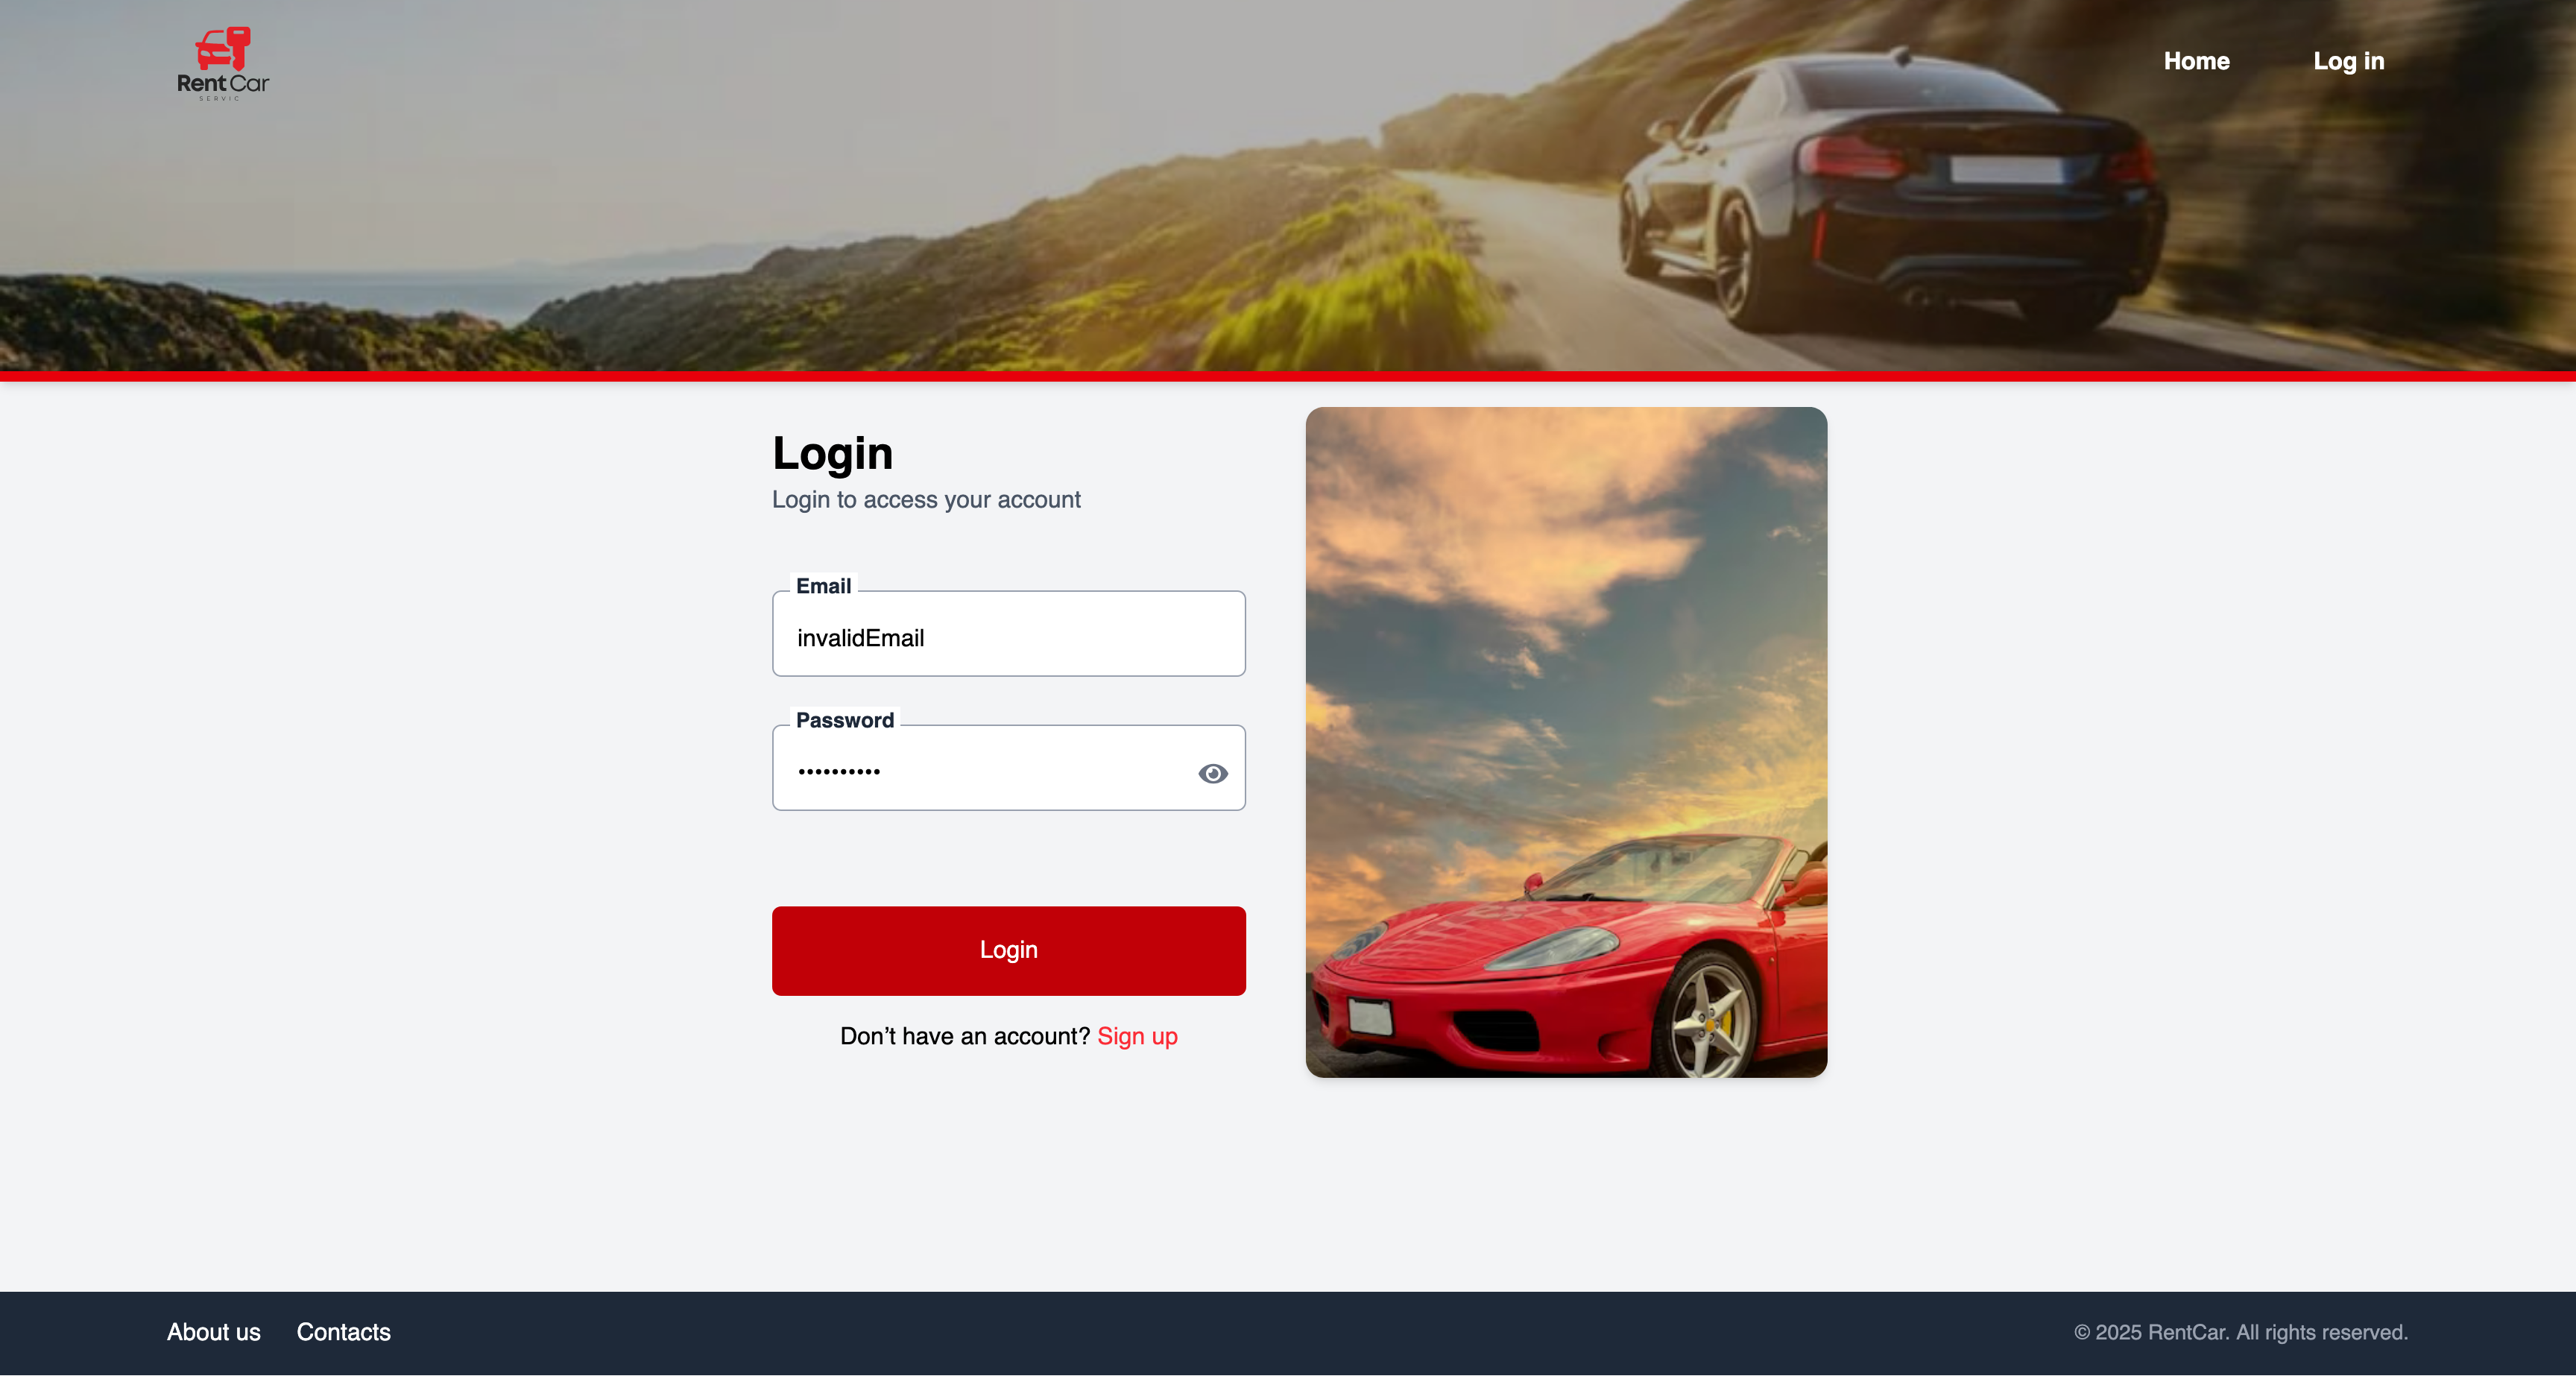 Rent Car
SERVIC
Home
Log in
Login
Login to access your account
Email
invalidEmail
Password
••••••••••
Login
Don’t have an account? Sign up
About us
Contacts
© 2025 RentCar. All rights reserved.